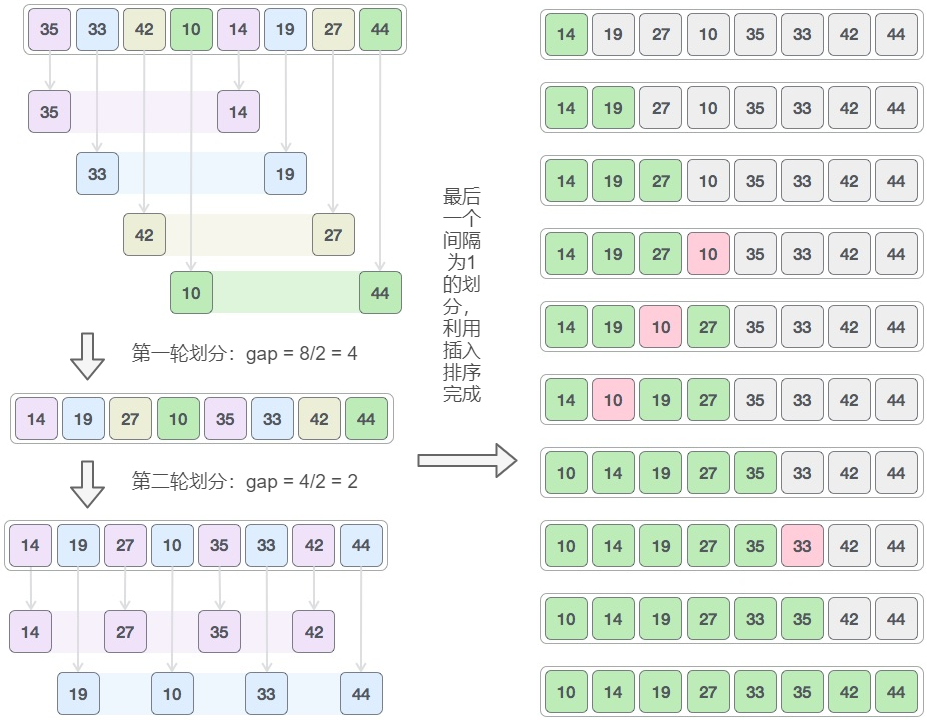 35 33 42 10 14 19 27 44
35 14
33 19
42 27
10 44
第一轮划分：gap = 8/2 = 4
14 19 27 10 35 33 42 44
第二轮划分：gap = 4/2 = 2
14 19 27 10 35 33 42 44
14 27 35 42
19 10 33 44
最后
一个
间隔
为1
的划
分，
利用
插入
排序
完成
14 19 27 10 35 33 42 44
14 19 27 10 35 33 42 44
14 19 27 10 35 33 42 44
14 19 27 10 35 33 42 44
14 19 10 27 35 33 42 44
14 10 19 27 35 33 42 44
10 14 19 27 35 33 42 44
10 14 19 27 35 33 42 44
10 14 19 27 33 35 42 44
10 14 19 27 33 35 42 44